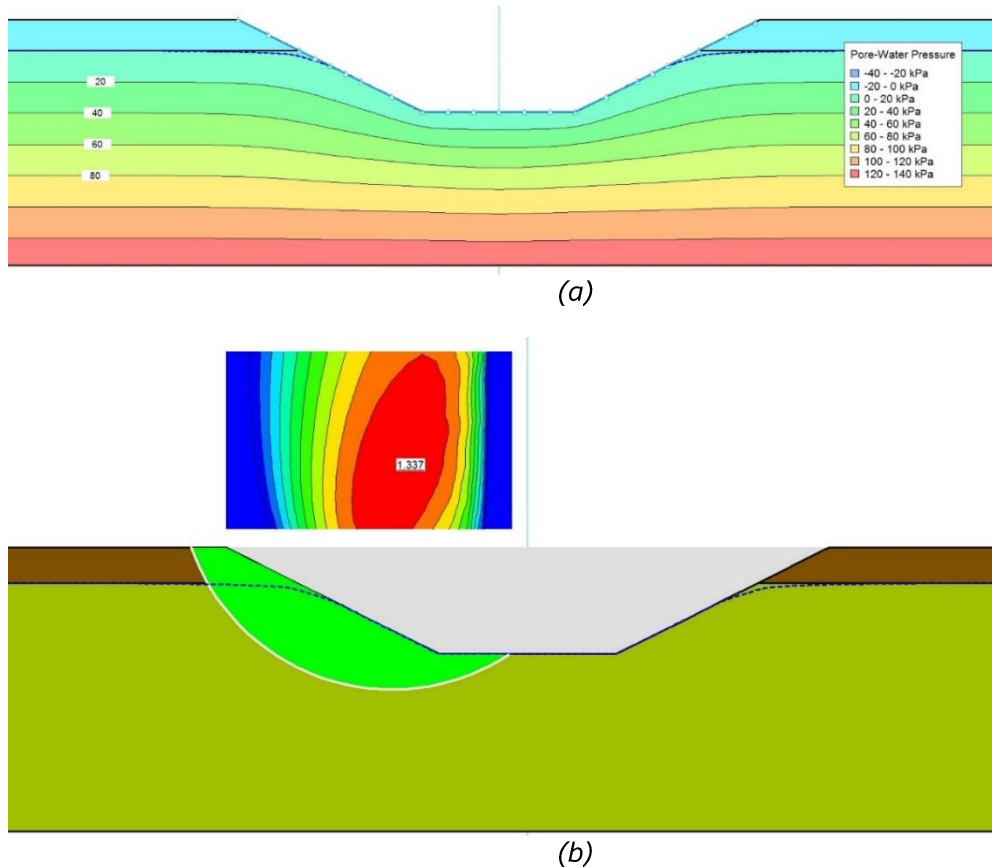 Pore-Water Pressure
-40 - -20 kPa
-20 - 0 kPa
0 - 20 kPa
20 - 40 kPa
40 - 60 kPa
60 - 80 kPa
80 - 100 kPa
100 - 120 kPa
120 - 140 kPa
20
40
60
80
(a)
1.337
(b)